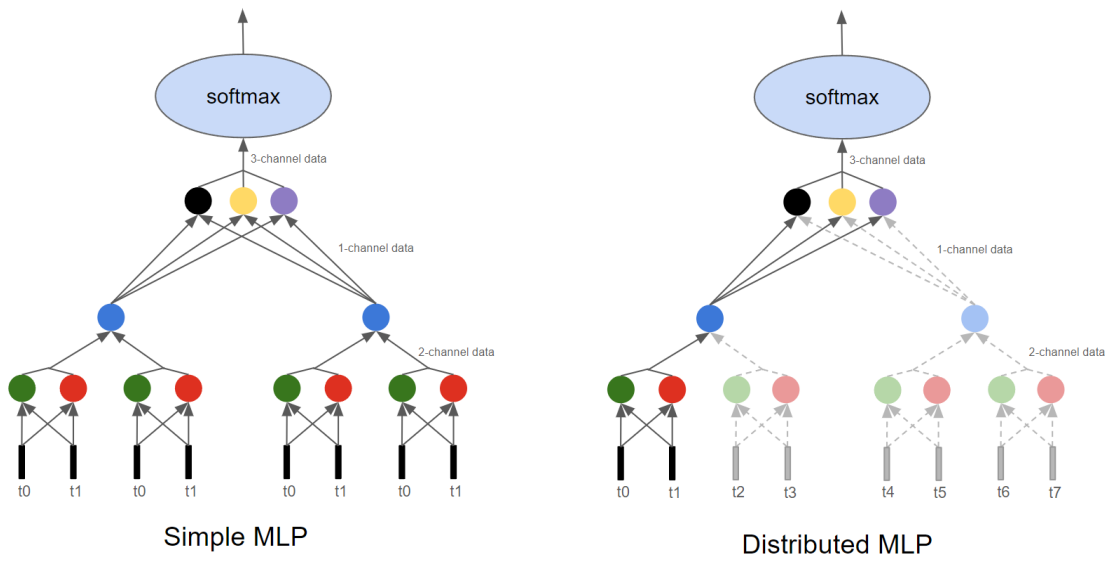 softmax
3-channel data
1-channel data
2-channel data
t0 t1 t0 t1 t0 t1 t0 t1
Simple MLP
softmax
3-channel data
1-channel data
2-channel data
t0 t1 t2 t3 t4 t5 t6 t7
Distributed MLP